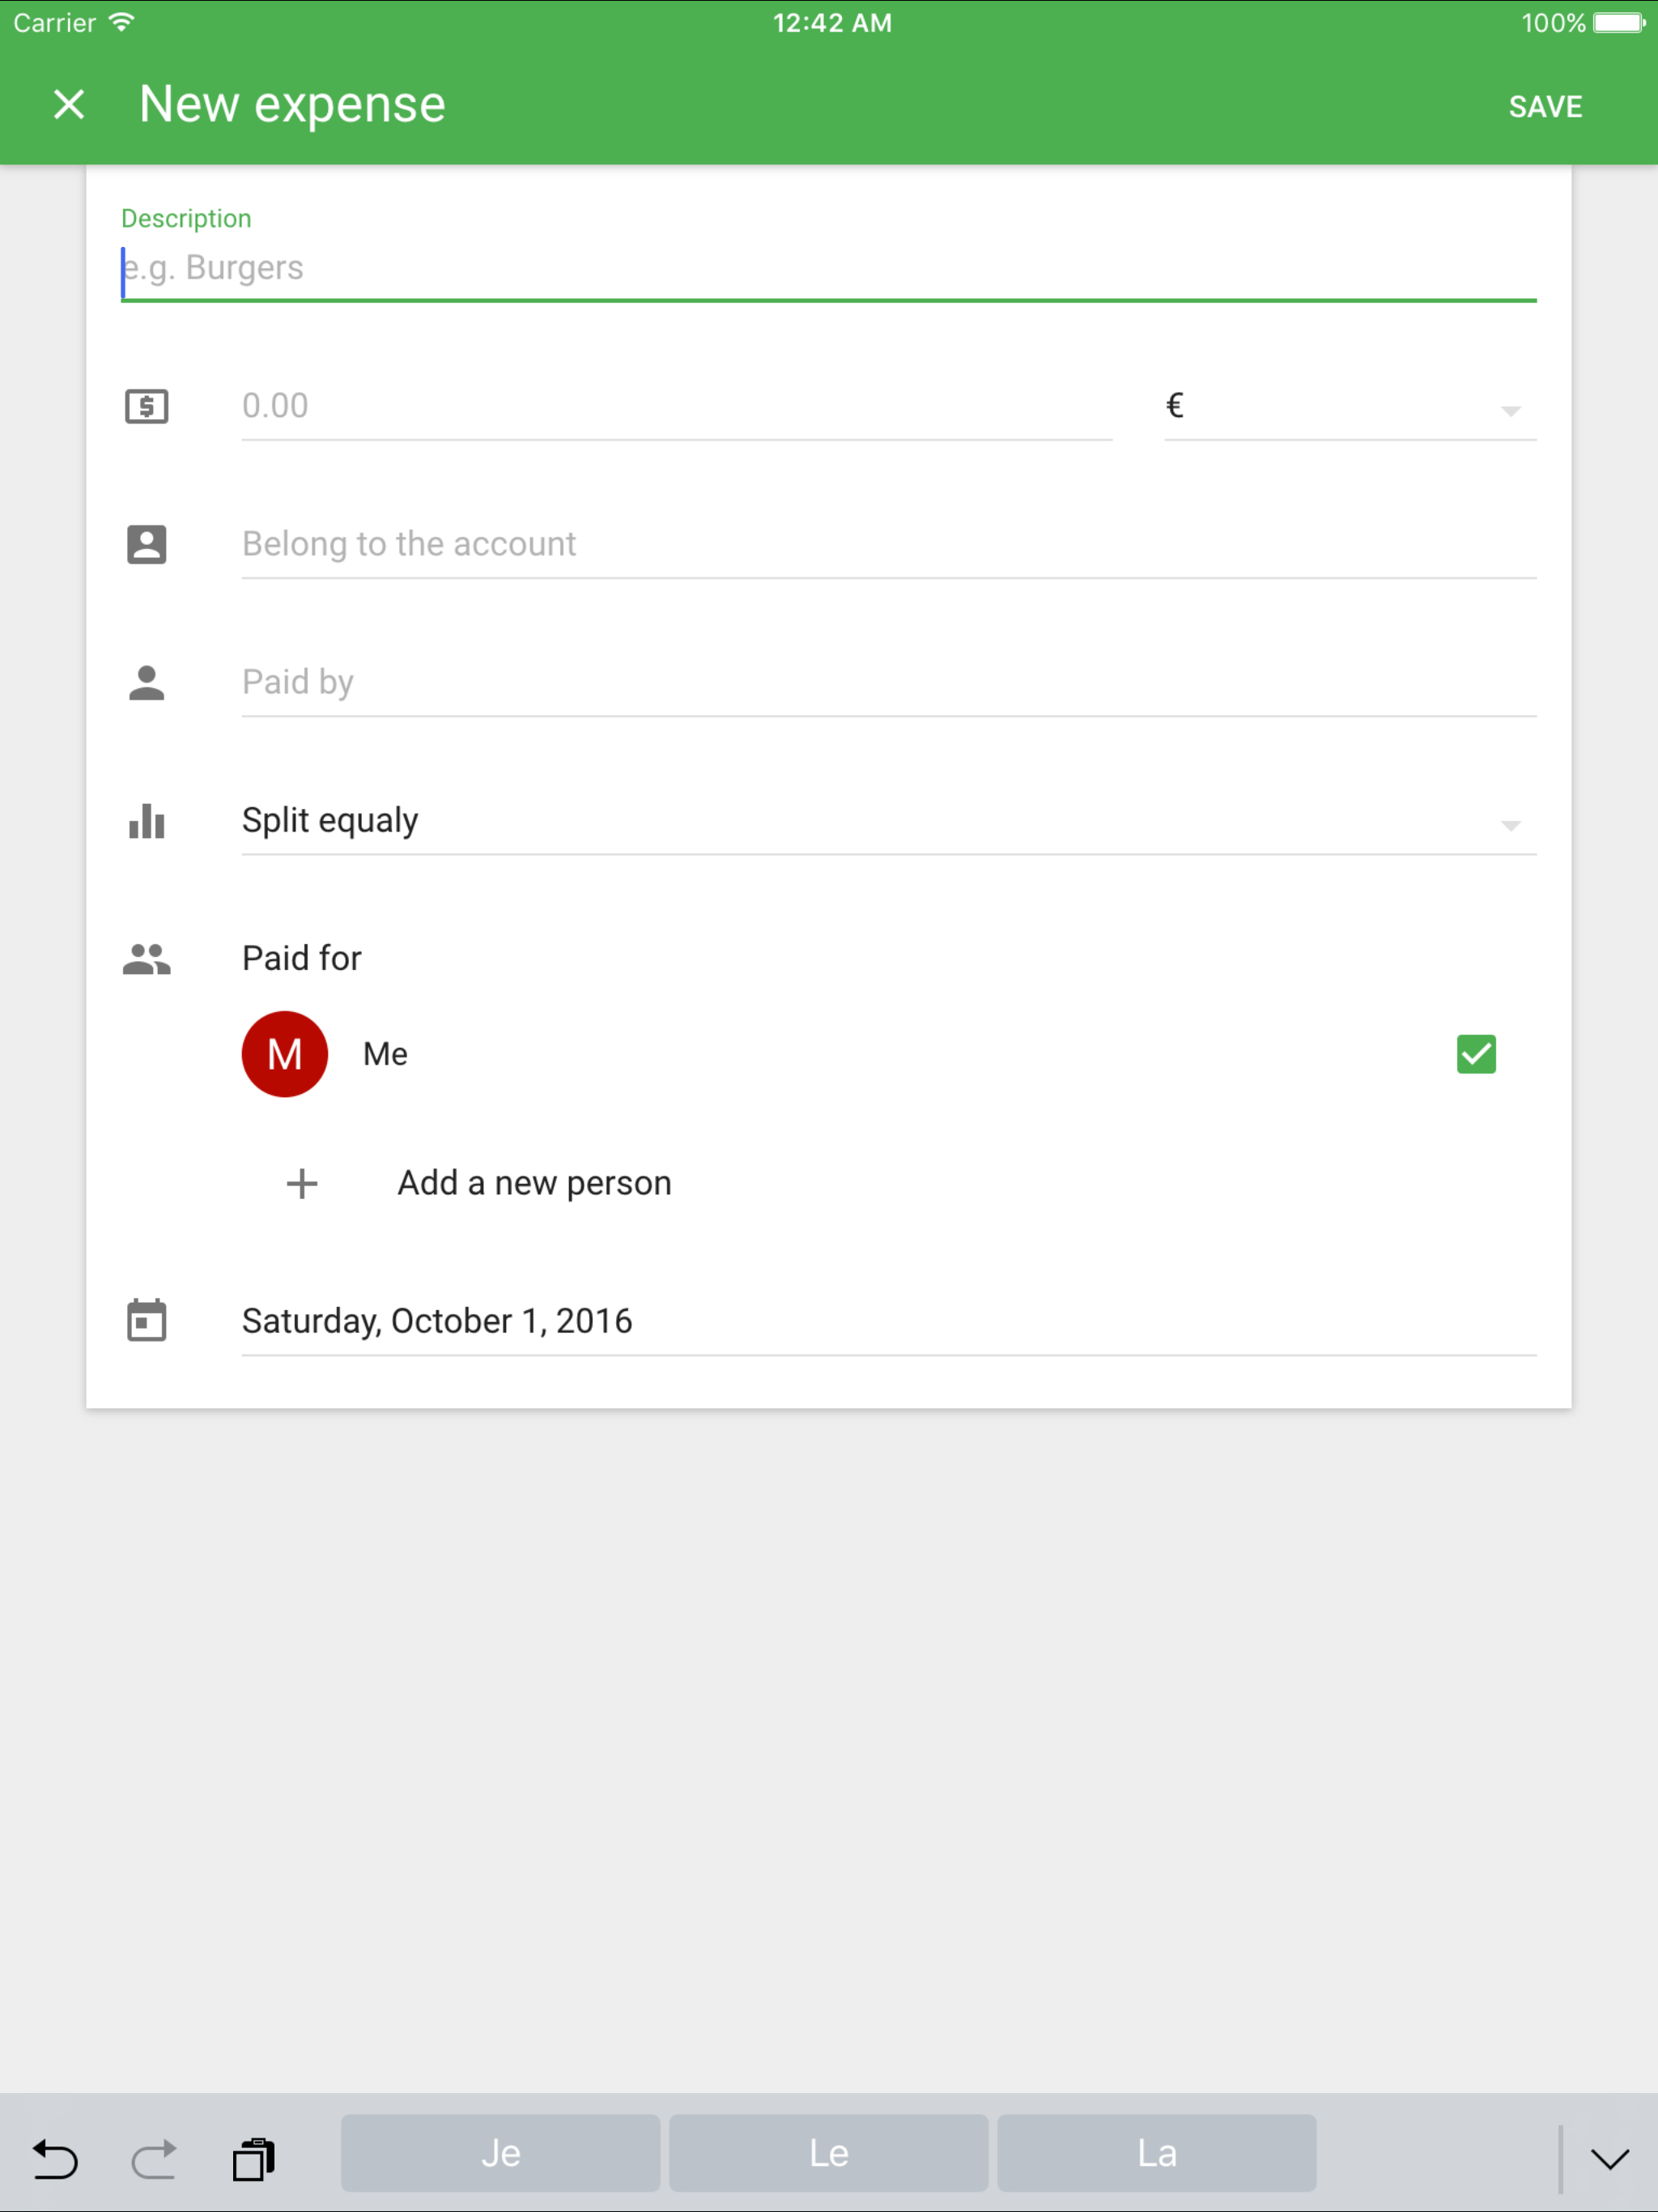 Carrier 12:42 AM 100%
New expense SAVE
Description
e.g. Burgers
0.00 €
Belong to the account
Paid by
Split equaly
Paid for
M Me
Add a new person
Saturday, October 1, 2016
Je Le La